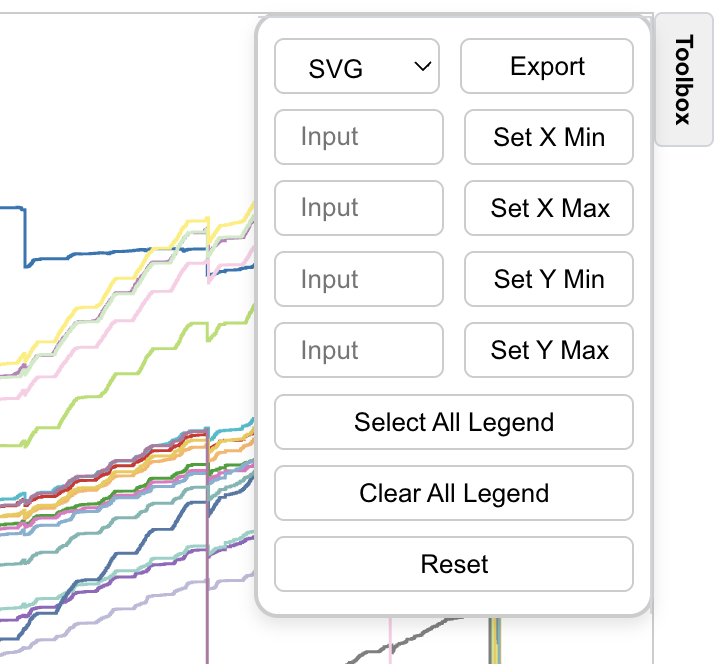 SVG
Export
Input
Set X Min
Input
Set X Max
Input
Set Y Min
Input
Set Y Max
Select All Legend
Clear All Legend
Reset
Toolbox